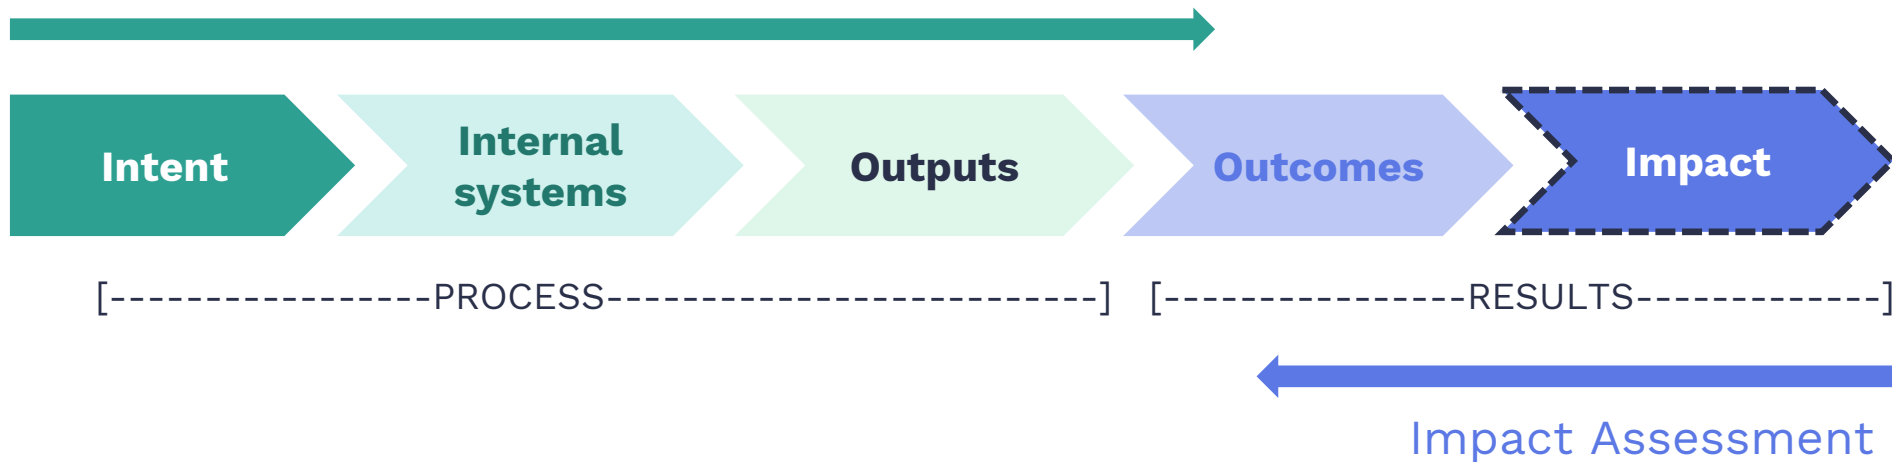 Intent
Internal
systems
Outputs
Outcomes
Impact
[-----------------PROCESS--------------------------] [----------------RESULTS-------------]
Impact Assessment